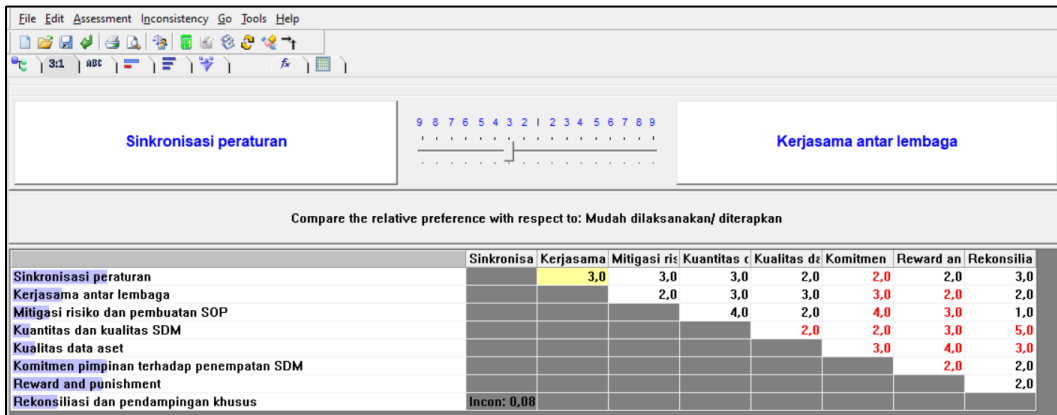 File Edit Assessment Inconsistency Go Tools Help
3:1 ABC fx
9 8 7 6 5 4 3 2 1 2 3 4 5 6 7 8 9
Sinkronisasi peraturan
Kerjasama antar lembaga
Compare the relative preference with respect to: Mudah dilaksanakan/ diterapkan
Sinkronisa Kerjasama Mitigasi ris Kuantitas d Kualitas da Komitmen Reward an Rekonsilia
Sinkronisasi peraturan 3,0 3,0 3,0 2,0 2,0 2,0 3,0
Kerjasama antar lembaga 2,0 3,0 3,0 3,0 2,0 2,0
Mitigasi risiko dan pembuatan SOP 4,0 2,0 4,0 3,0 1,0
Kuantitas dan kualitas SDM 2,0 2,0 3,0 5,0
Kualitas data aset 3,0 4,0 3,0
Komitmen pimpinan terhadap penempatan SDM 2,0 2,0
Reward and punishment 2,0
Rekonsiliasi dan pendampingan khusus Incon: 0,08